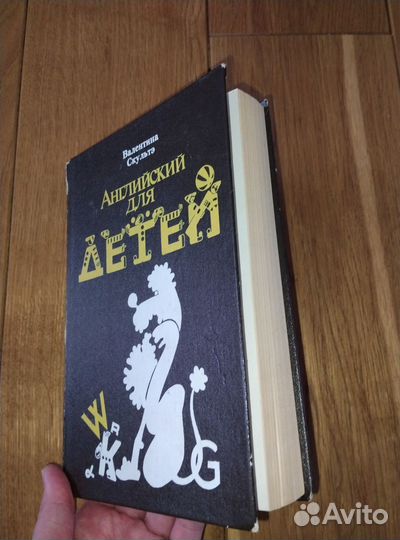 Валентина
Скультэ
Английский
для
ДЕТЕЙ
W
R
K
G
Avito